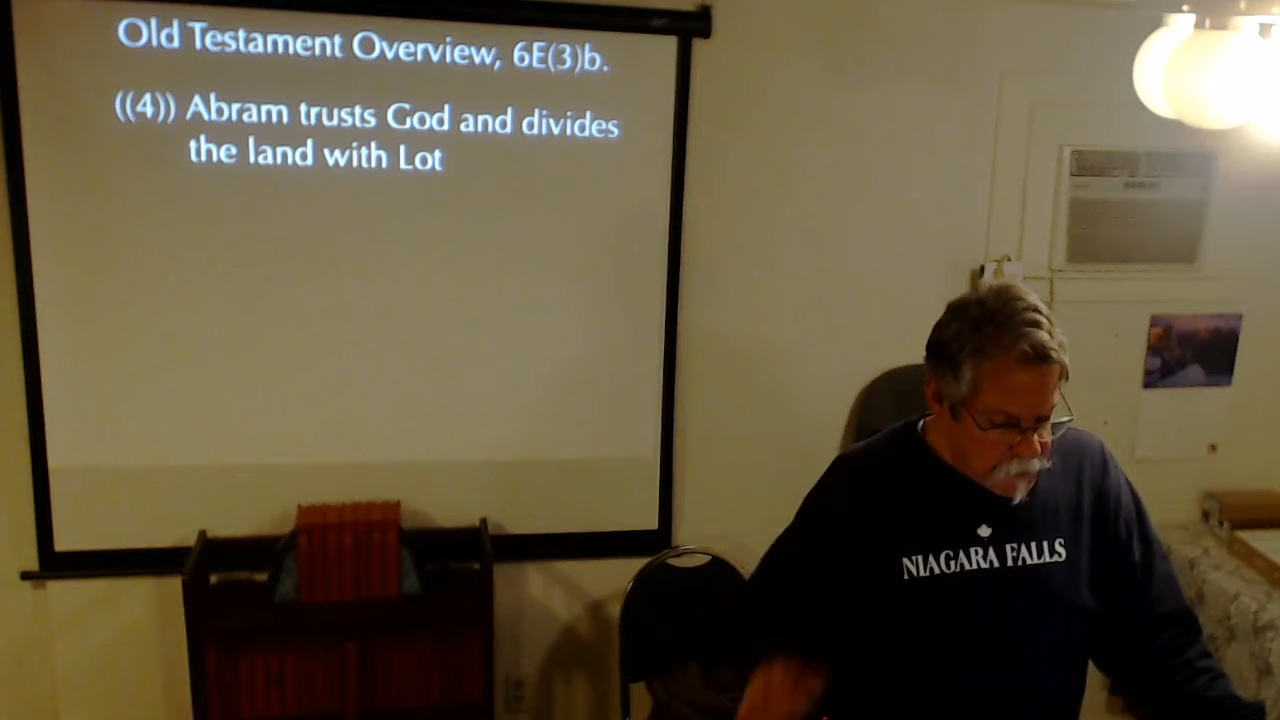 Old Testament Overview, 6E(3)b.
((4)) Abram trusts God and divides
the land with Lot
NIAGARA FALLS